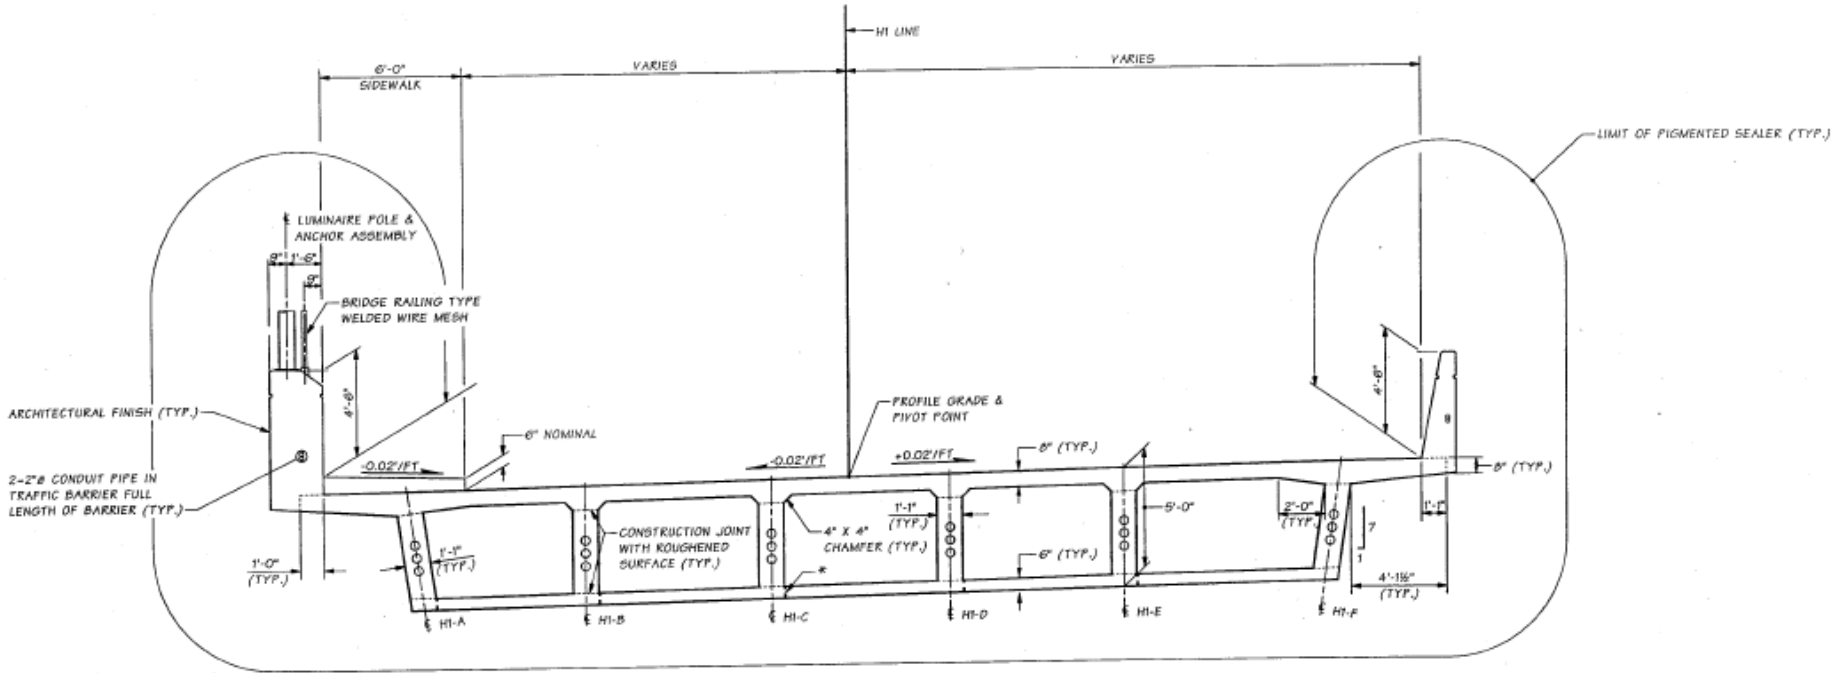 H1 LINE
6'-0"
SIDEWALK
VARIES
VARIES
LIMIT OF PIGMENTED SEALER (TYP.)
LUMINAIRE POLE &
ANCHOR ASSEMBLY
9"
1'-6"
9"
BRIDGE RAILING TYPE
WELDED WIRE MESH
4'-6"
4'-6"
ARCHITECTURAL FINISH (TYP.)
PROFILE GRADE &
PIVOT POINT
6" NOMINAL
-0.02'/FT
-0.02'/FT
+0.02'/FT
8" (TYP.)
8" (TYP.)
2-2"ø CONDUIT PIPE IN
TRAFFIC BARRIER FULL
LENGTH OF BARRIER (TYP.)
1'-1"
(TYP.)
5'-0"
2'-0"
(TYP.)
1'-1"
7
1
CONSTRUCTION JOINT
WITH ROUGHENED
SURFACE (TYP.)
4" X 4"
CHAMFER (TYP.)
*
6" (TYP.)
1'-1"
(TYP.)
1'-0"
(TYP.)
4'-1½"
(TYP.)
H1-A
H1-B
H1-C
H1-D
H1-E
H1-F